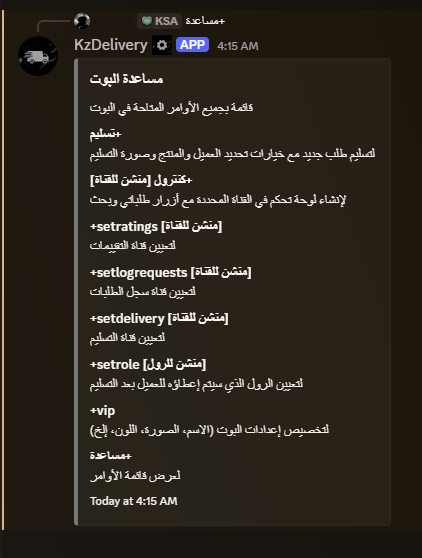 KSA +مساعدة
KzDelivery APP 4:15 AM
مساعدة البوت
قائمة بجميع الأوامر المتاحة في البوت
+تسليم
لتسليم طلب جديد مع خيارات تحديد العميل والمنتج وصورة التسليم
+كنترول [منشن للقناة]
لإنشاء لوحة تحكم في القناة المحددة مع أزرار طلباتي وبحث
+setratings [منشن للقناة]
لتعيين قناة التقييمات
+setlogrequests [منشن للقناة]
لتعيين قناة سجل الطلبات
+setdelivery [منشن للقناة]
لتعيين قناة التسليم
+setrole [منشن للرول]
لتعيين الرول الذي سيتم إعطاؤه للعميل بعد التسليم
+vip
لتخصيص إعدادات البوت (الاسم، الصورة، اللون، إلخ)
+مساعدة
لعرض قائمة الأوامر
Today at 4:15 AM